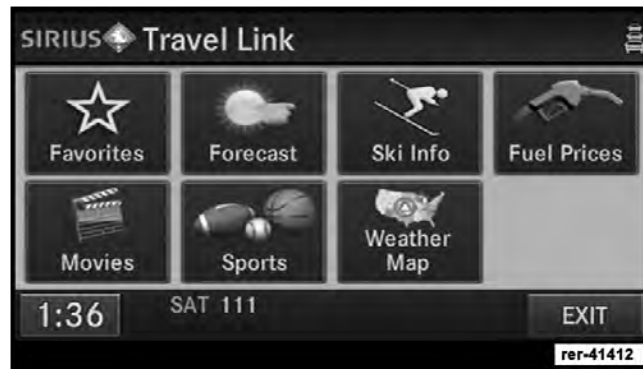 SIRIUS Travel Link
Favorites
Forecast
Ski Info
Fuel Prices
Movies
Sports
Weather
Map
1:36
SAT 111
EXIT
rer-41412